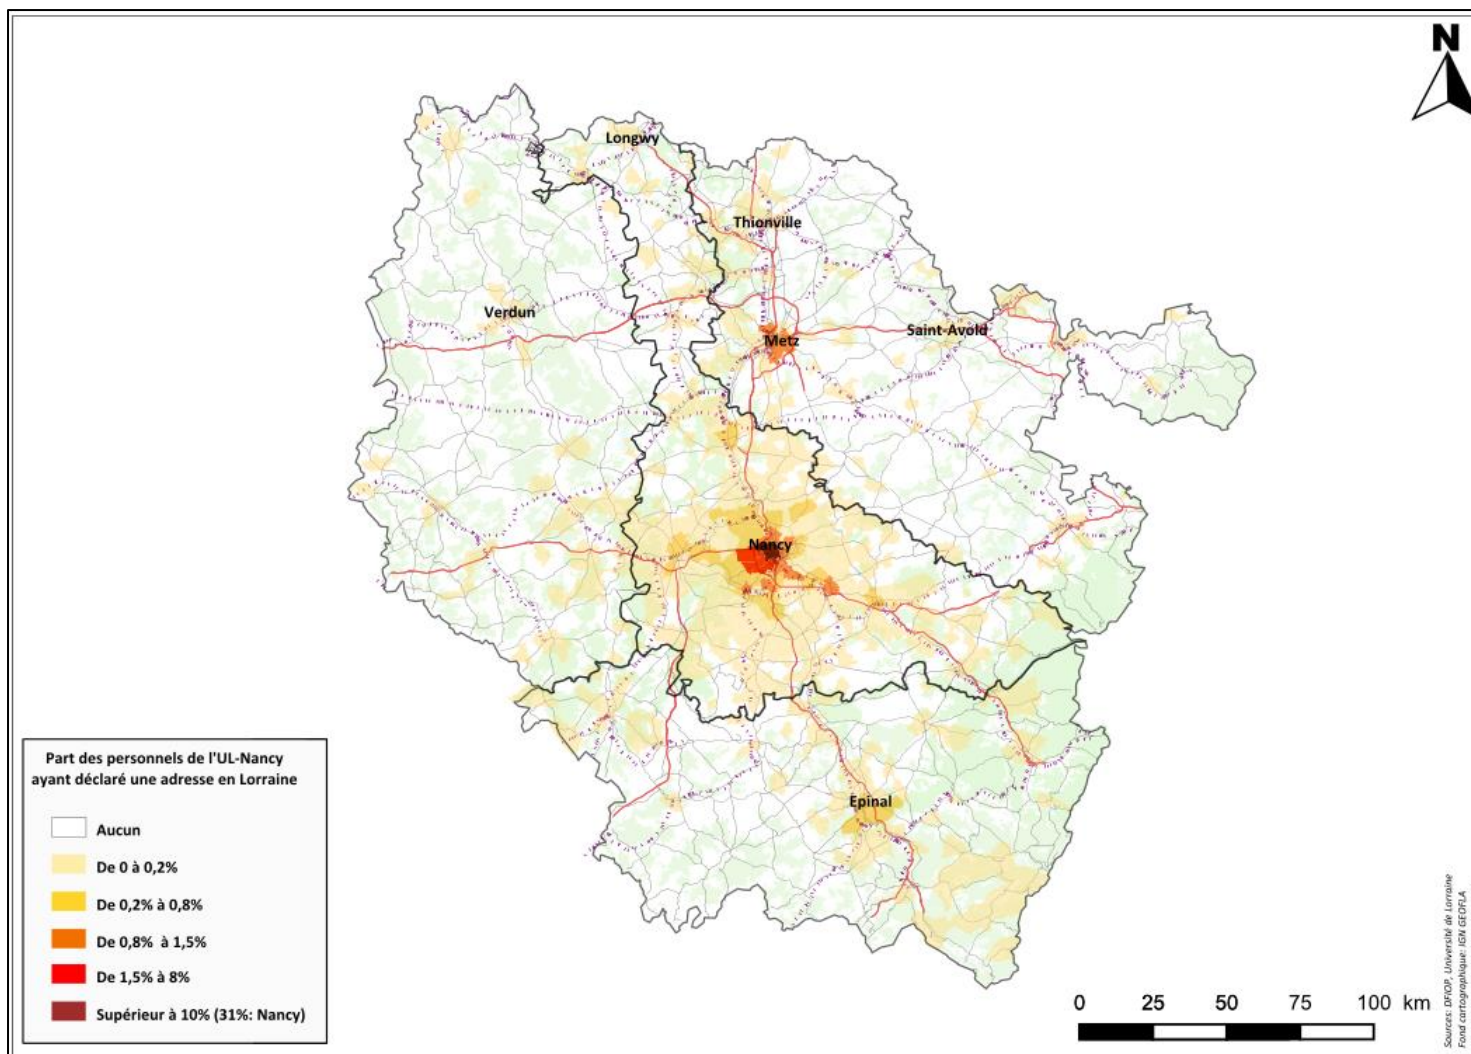 N
Longwy
Thionville
Verdun
Saint-Avold
Metz
Nancy
Epinal
Part des personnels de l'UL-Nancy
ayant déclaré une adresse en Lorraine
Aucun
De 0 à 0,2%
De 0,2% à 0,8%
De 0,8% à 1,5%
De 1,5% à 8%
Supérieur à 10% (31%: Nancy)
0 25 50 75 100 km
Sources: DFIOP, Université de Lorraine
Fond cartographique: IGN GEOFLA